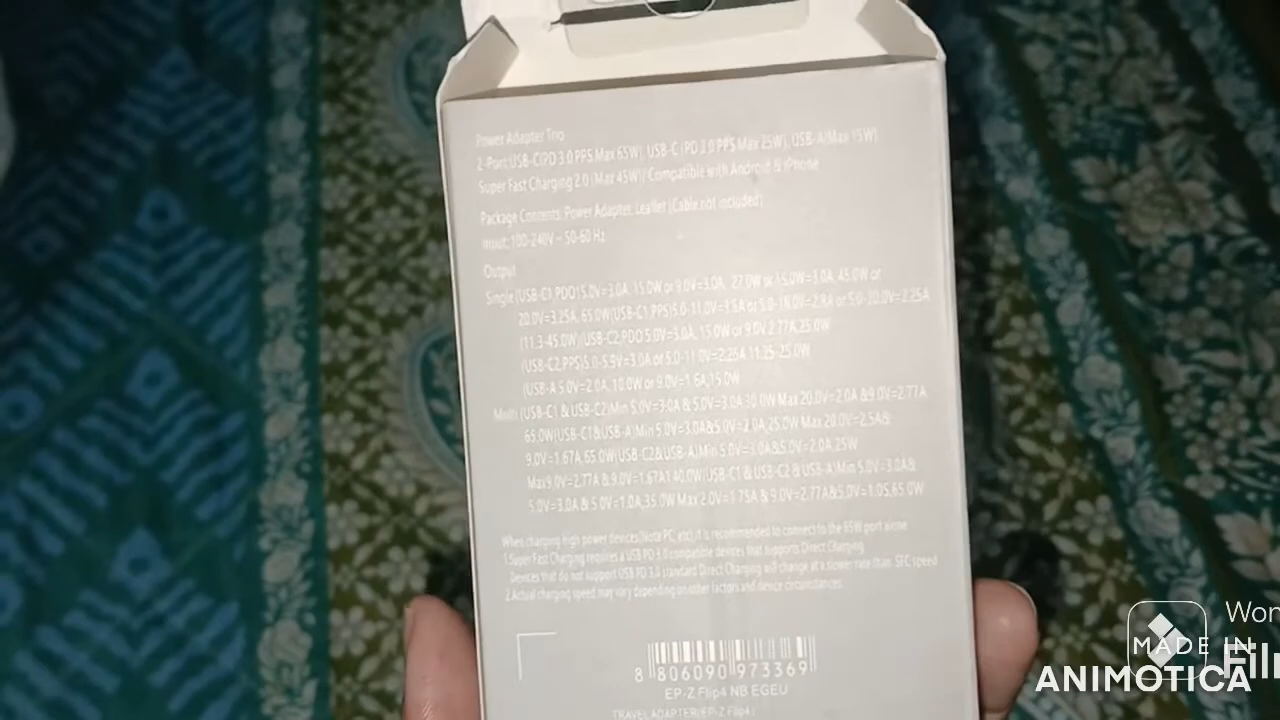 Power Adapter Trio
2-Port:USB-C(PD 3.0 PPS Max 65W), USB-C (PD 3.0 PPS Max 25W), USB-A(Max 15W)
Super Fast Charging 2.0 (Max 45W) / Compatible with Android & iPhone
Package Contents: Power Adapter, Leaflet (Cable not included)
Input: 100-240V ~ 50-60 Hz
Output
Single (USB-C1 PDO)5.0V=3.0A, 15.0W or 9.0V=3.0A, 27.0W or 15.0W=3.0A, 45.0W or
20.0V=3.25A, 65.0W(USB-C1 PPS)5.0-11.0V=3.6A or 5.0-16.0V=2.8A or 5.0-20.0V=2.25A
(11.3-45.0W) (USB-C2 PDO 5.0V=3.0A, 15.0W or 9.0V 2.77A,25.0W
(USB-C2 PPS)5.0-5.9V=3.0A or 5.0-11.0V=2.25A 11.25-25.0W
(USB-A 5.0V=2.0A, 10.0W or 9.0V=1.6A,15.0W
Multi (USB-C1 & USB-C2)Min 5.0V=3.0A & 5.0V=3.0A 30.0W Max 20.0V=2.0A &9.0V=2.77A
65.0W(USB-C1&USB-A)Min 5.0V=3.0A&5.0V=2.0A,25.0W Max 20.0V=2.5A&
9.0V=1.67A,65.0W(USB-C2&USB-A)Min 5.0V=3.0A&5.0V=2.0A,25W
Max9.0V=2.77A & 9.0V=1.67A1 40.0W(USB-C1 & USB-C2 & USB-A)Min 5.0V=3.0A&
5.0V=3.0A & 5.0V=1.0A,35.0W Max 2.0V=1.75A & 9.0V=2.77A&5.0V=1.0S,65.0W
When charging high power devices(Note PC, etc) it is recommended to connect to the 65W port alone
1.Super Fast Charging requires a USB PD 3.0 compatible devices that supports Direct Charging
Devices that do not support USB PD 3.0 standard Direct Charging will change at a slower rate than SFC speed
2.Actual charging speed may vary depending on other factors and device circumstances.
8 806090 973369
EP-Z Flip4 NB EGEU
TRAVEL ADAPTER(EP-Z Flip4)
MADE IN
ANIMOTICA